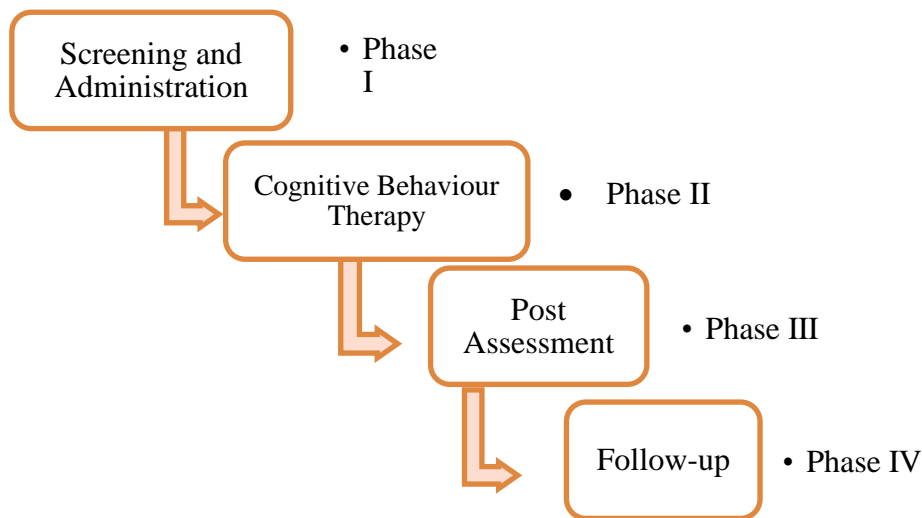 Screening and
Administration
• Phase
I
Cognitive Behaviour
Therapy
• Phase II
Post
Assessment
• Phase III
Follow-up
• Phase IV